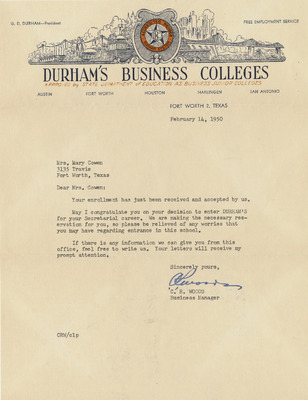 G. D. DURHAM—President
FREE EMPLOYMENT SERVICE
DURHAM'S BUSINESS COLLEGES
APPROVED by STATE DEPARTMENT of EDUCATION AS BUSINESS JUNIOR COLLEGES
AUSTIN FORT WORTH HOUSTON HARLINGEN SAN ANTONIO
FORT WORTH 2, TEXAS
February 14, 1950
Mrs. Mary Cowen
3135 Travis
Fort Worth, Texas
Dear Mrs. Cowen:
Your enrollment has just been received and accepted by us.
May I congratulate you on your decision to enter DURHAM'S
for your Secretarial career. We are making the necessary res-
ervation for you, so please be relieved of any worries that
you may have regarding entrance in this school.
If there is any information we can give you from this
office, feel free to write us. Your letters will receive my
prompt attention.
Sincerely yours,
C. R. WOODS
Business Manager
CRW/clp